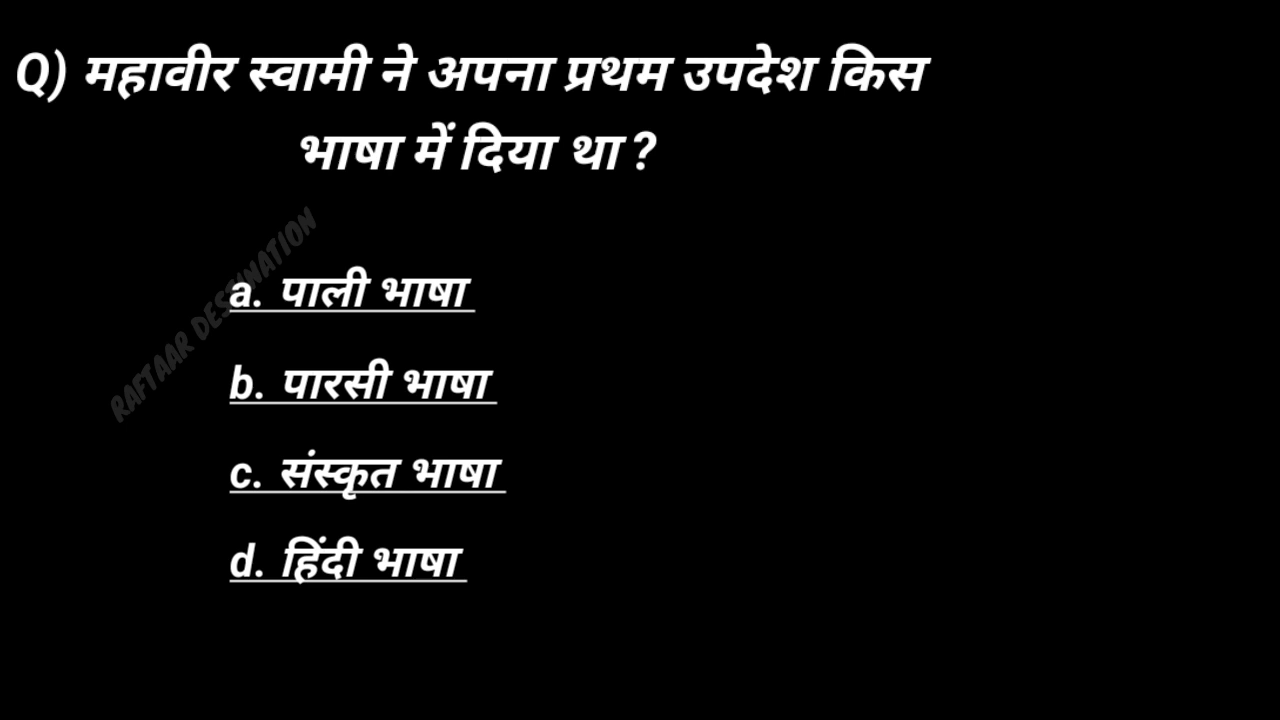 Q) महावीर स्वामी ने अपना प्रथम उपदेश किस
भाषा में दिया था ?
a. पाली भाषा
b. पारसी भाषा
c. संस्कृत भाषा
d. हिंदी भाषा
RAFTAAR DESTINATION